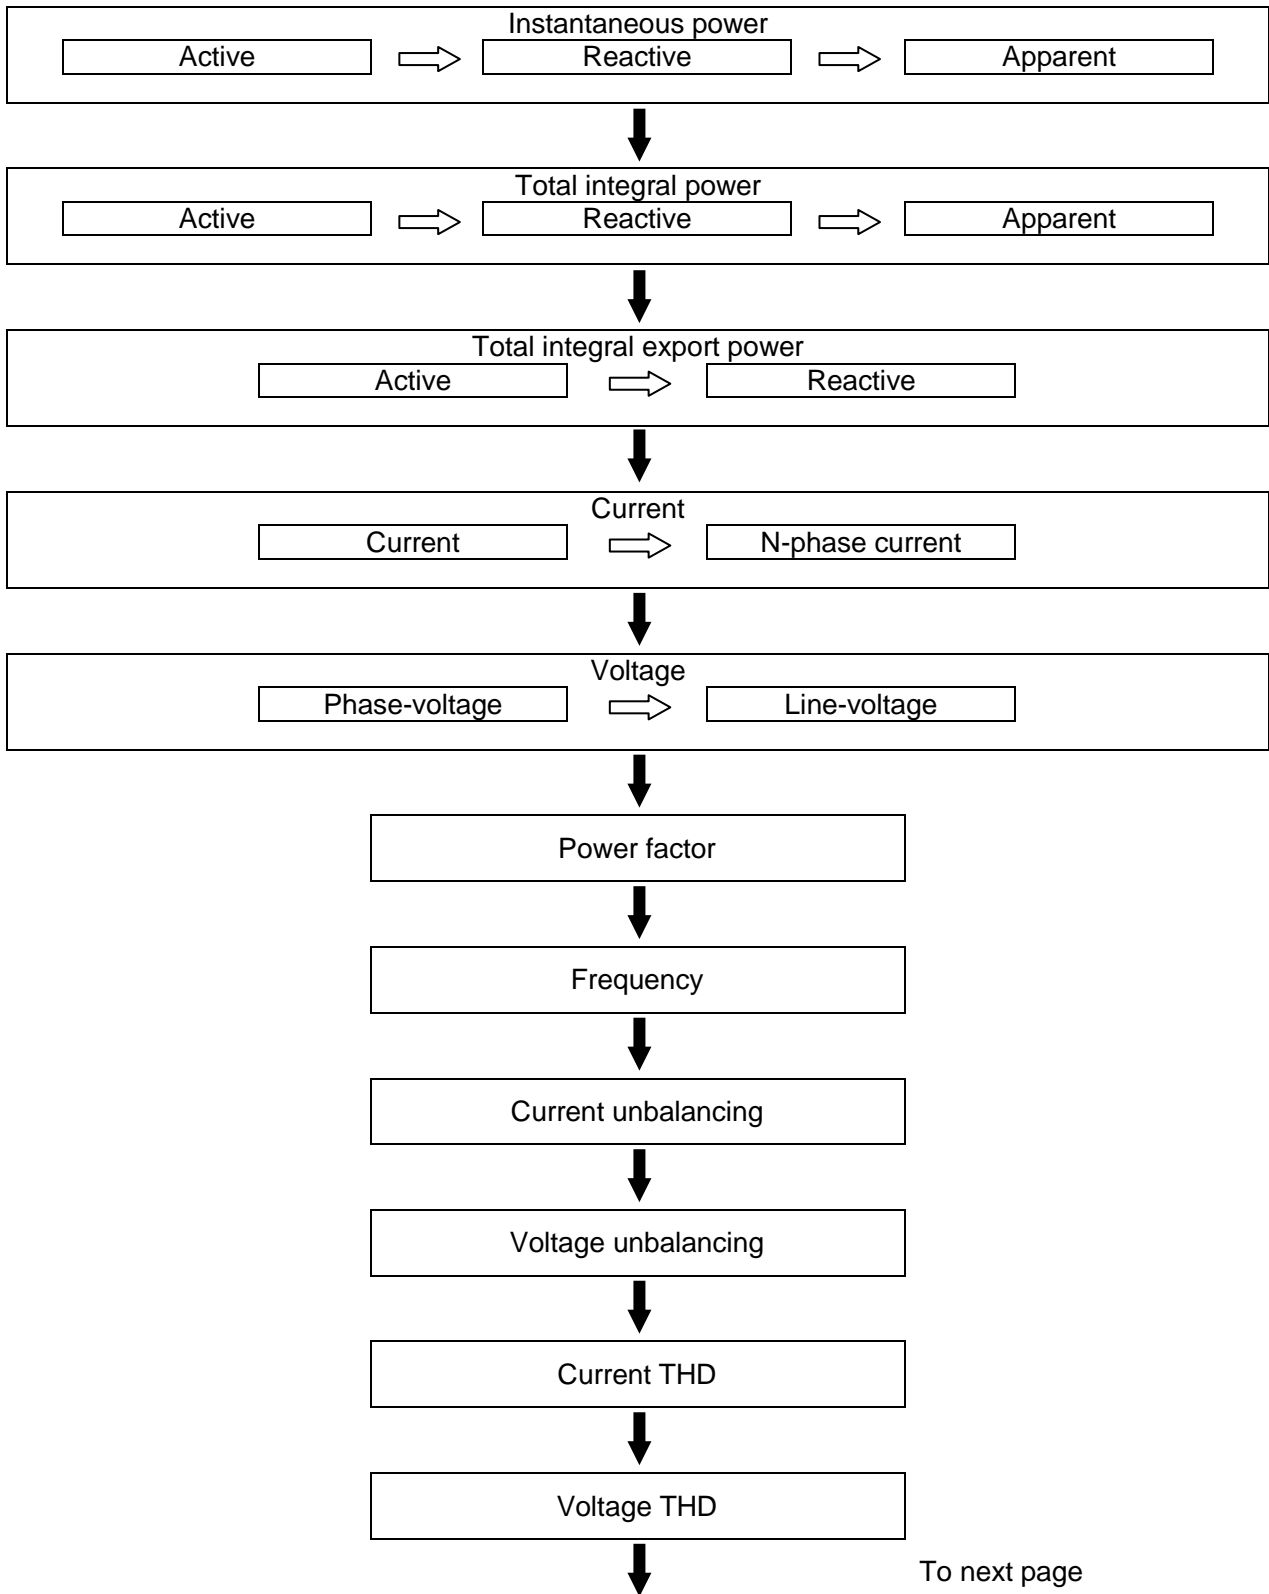 Instantaneous power
Active
Reactive
Apparent
Total integral power
Active
Reactive
Apparent
Total integral export power
Active
Reactive
Current
Current
N-phase current
Voltage
Phase-voltage
Line-voltage
Power factor
Frequency
Current unbalancing
Voltage unbalancing
Current THD
Voltage THD
To next page